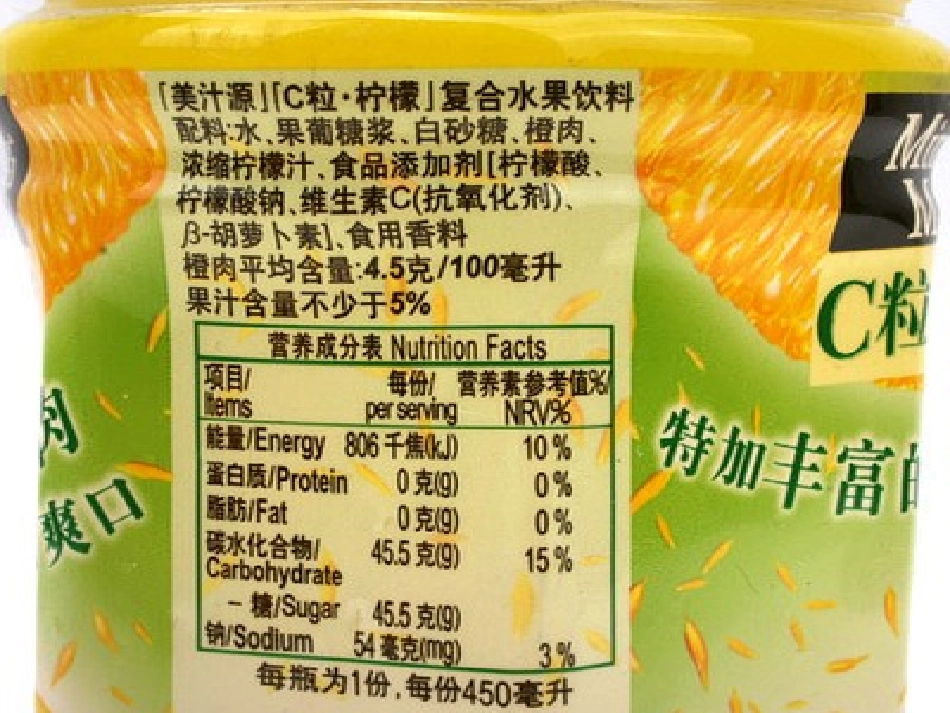 「美汁源」「C粒·柠檬」复合水果饮料
配料:水、果葡糖浆、白砂糖、橙肉、
浓缩柠檬汁、食品添加剂[柠檬酸、
柠檬酸钠、维生素C(抗氧化剂)、
β-胡萝卜素]、食用香料
橙肉平均含量:4.5克/100毫升
果汁含量不少于5%
营养成分表 Nutrition Facts
项目/ 每份/ 营养素参考值%/
Items per serving NRV%
能量/Energy 806 千焦(kJ) 10%
蛋白质/Protein 0 克(g) 0%
脂肪/Fat 0 克(g) 0%
碳水化合物/ 45.5 克(g) 15%
Carbohydrate
- 糖/Sugar 45.5 克(g)
钠/Sodium 54 毫克(mg) 3%
每瓶为1份,每份450毫升
肉
爽口
C粒
特加丰富